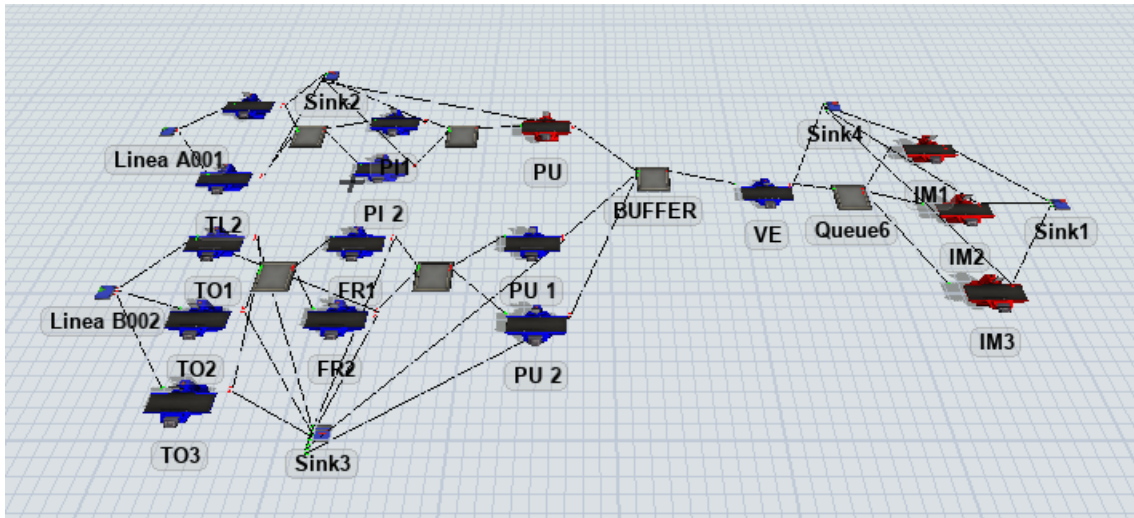 Sink2
Linea A001
PI1
PU
TL2
PI 2
BUFFER
Sink4
VE
Queue6
IM1
IM2
Sink1
IM3
TO1
FR1
PU 1
Linea B002
TO2
FR2
PU 2
TO3
Sink3